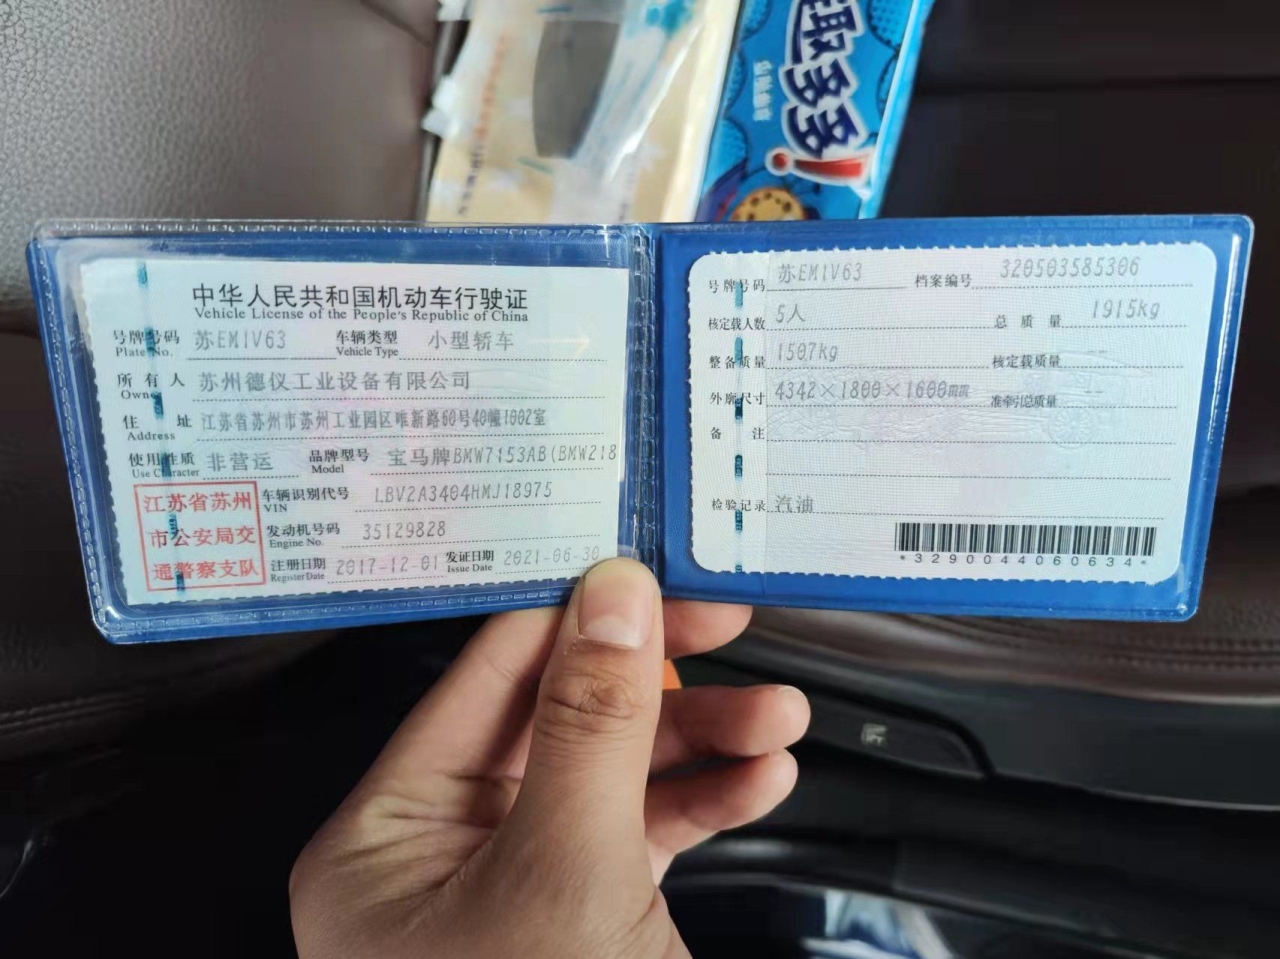 趣多多!
中华人民共和国机动车行驶证
Vehicle License of the People's Republic of China
号牌号码 苏EM1V63 车辆类型 小型轿车
Plate No. Vehicle Type
所有人 苏州德仪工业设备有限公司
Owner
住址 江苏省苏州市苏州工业园区唯新路60号40幢1002室
Address
使用性质 非营运 品牌型号 宝马牌BMW7153AB(BMW218
Use Character Model
江苏省苏州
市公安局交
通警察支队
车辆识别代号 LBV2A3404HMJ18975
VIN
发动机号码 35129828
Engine No.
注册日期 2017-12-01 发证日期 2021-06-30
Register Date Issue Date
号牌号码 苏EM1V63 档案编号 320503585306
核定载人数 5人 总质量 1915kg
整备质量 1507kg 核定载质量 --
外廓尺寸 4342×1800×1600mm 准牵引总质量 --
备注
检验记录 汽油
*3290044060634*